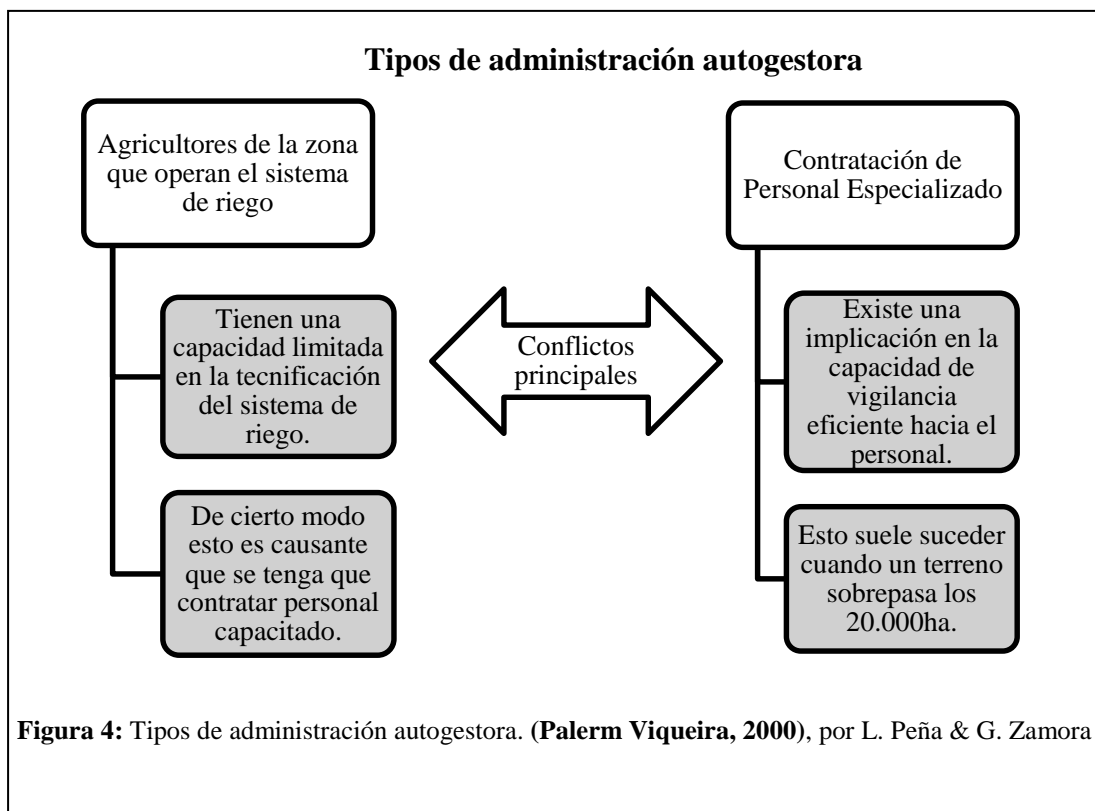 Tipos de administración autogestora
Agricultores de la zona
que operan el sistema
de riego
Tienen una
capacidad limitada
en la tecnificación
del sistema de
riego.
De cierto modo
esto es causante
que se tenga que
contratar personal
capacitado.
Conflictos
principales
Contratación de
Personal Especializado
Existe una
implicación en la
capacidad de
vigilancia
eficiente hacia el
personal.
Esto suele suceder
cuando un terreno
sobrepasa los
20.000ha.
Figura 4: Tipos de administración autogestora. (Palerm Viqueira, 2000), por L. Peña & G. Zamora